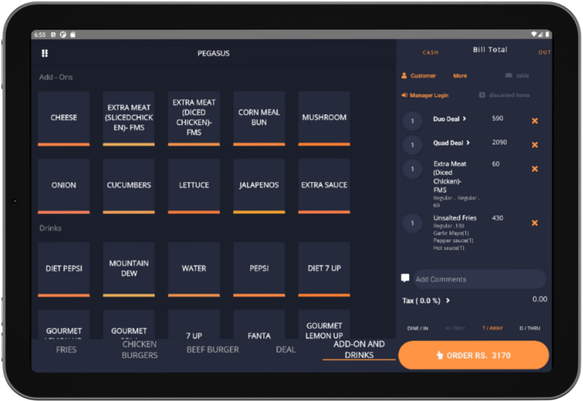 6:55
PEGASUS
Add - Ons
CHEESE
EXTRA MEAT
(SLICEDCHICK
EN)- FMS
EXTRA MEAT
(DICED
CHICKEN)-
FMS
CORN MEAL
BUN
MUSHROOM
ONION
CUCUMBERS
LETTUCE
JALAPENOS
EXTRA SAUCE
Drinks
DIET PEPSI
MOUNTAIN
DEW
WATER
PEPSI
DIET 7 UP
GOURMET
LEMON UP
GOURMET
7 UP
FANTA
GOURMET
LEMON UP
FRIES
CHICKEN
BURGERS
BEEF BURGER
DEAL
ADD-ON AND
DRINKS
CASH
Bill Total
OUT
Customer
More
table
Manager Login
discarded items
1
Duo Deal >
590
1
Quad Deal >
2090
1
Extra Meat
(Diced
Chicken)-
FMS
60
Regular , Regular ,
60
1
Unsalted Fries
430
Regular ,
Garlic Mayo(1)
Pepper sauce(1)
Hot sauce(1)
Add Comments
Tax ( 0.0 %) >
0.00
DINE / IN
T / AWAY
D / THRU
ORDER RS. 3170